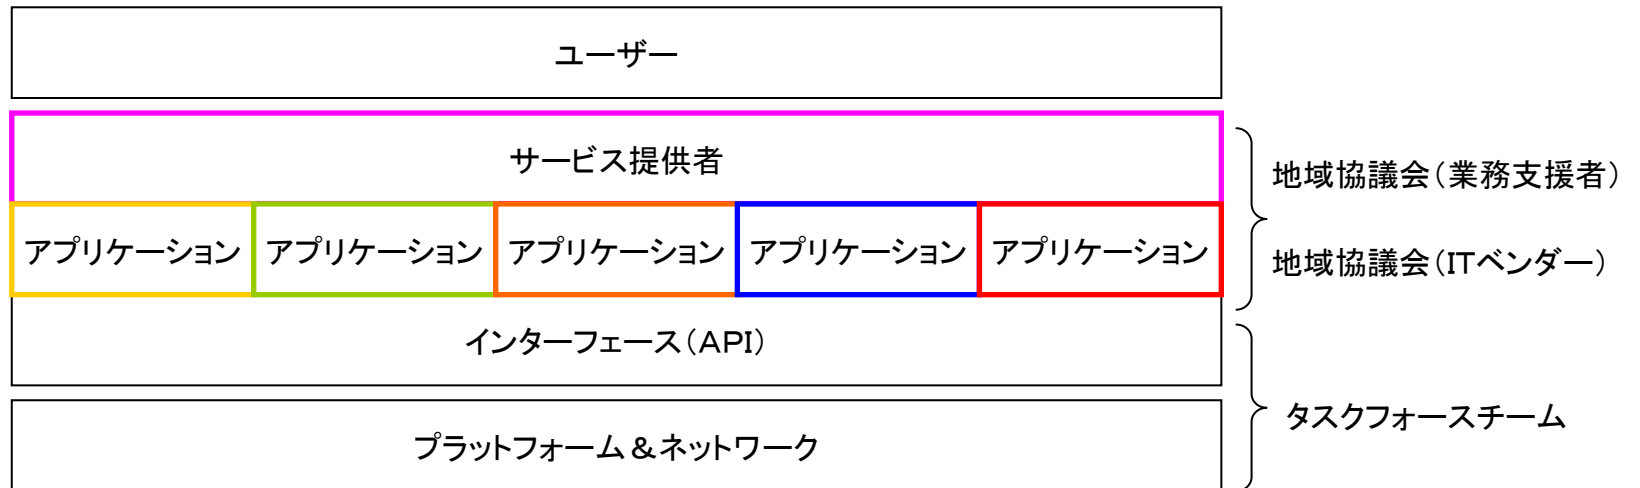 ユーザー
サービス提供者
地域協議会（業務支援者）
アプリケーション アプリケーション アプリケーション アプリケーション アプリケーション
地域協議会（ＩＴベンダー）
インターフェース（ＡＰＩ）
タスクフォースチーム
プラットフォーム＆ネットワーク